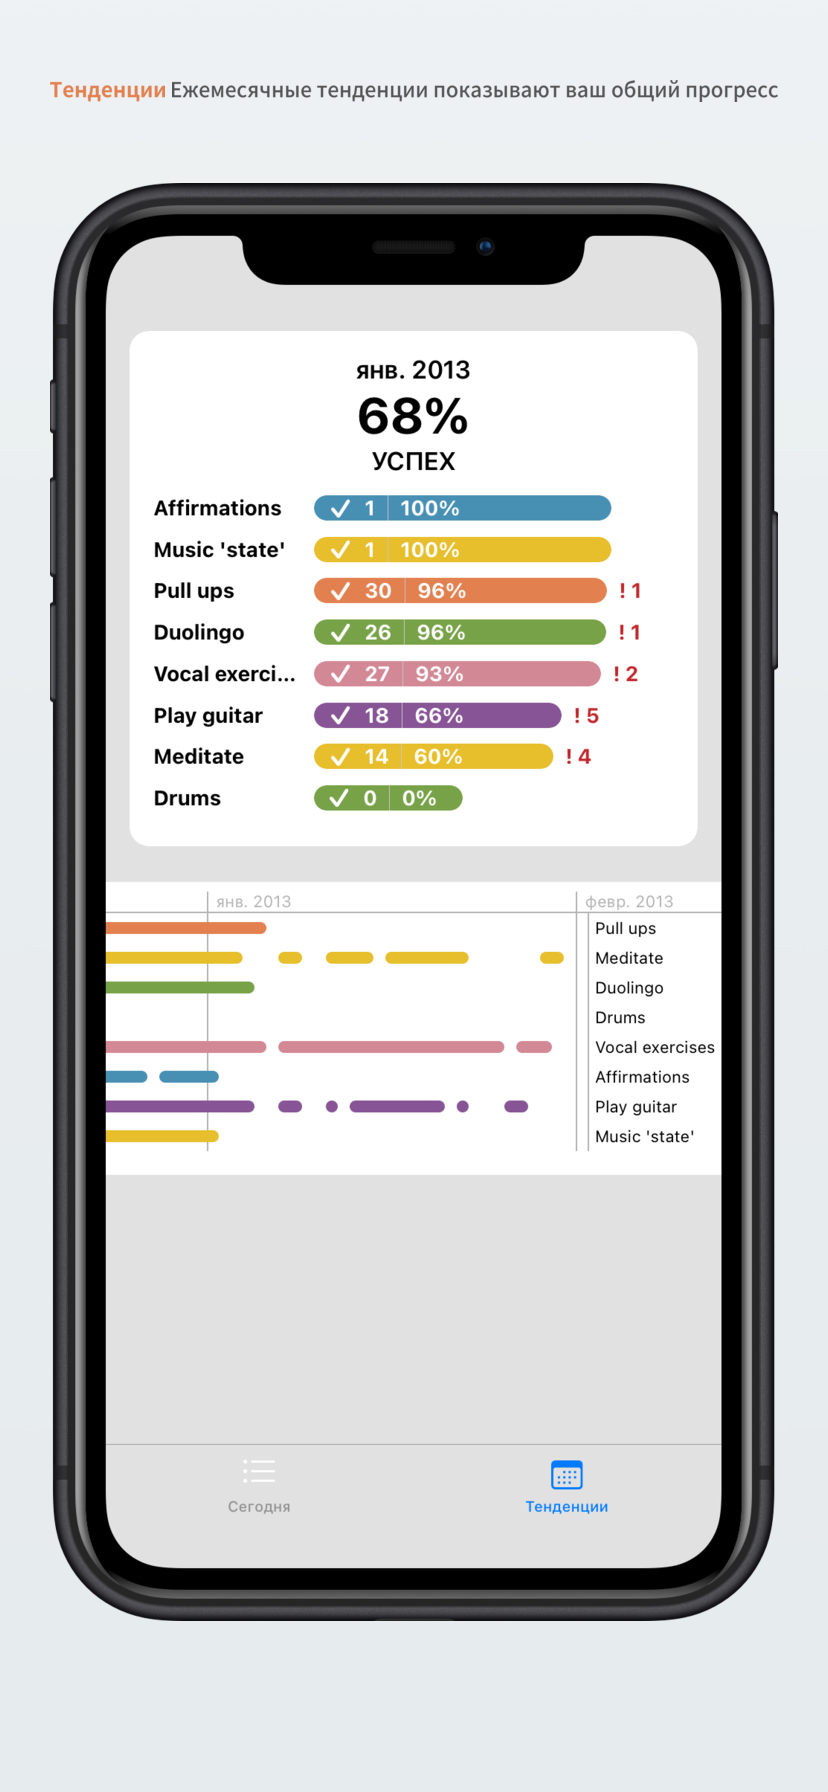 Тенденции Ежемесячные тенденции показывают ваш общий прогресс
янв. 2013
68%
УСПЕХ
Affirmations 1 100%
Music 'state' 1 100%
Pull ups 30 96% ! 1
Duolingo 26 96% ! 1
Vocal exerci... 27 93% ! 2
Play guitar 18 66% ! 5
Meditate 14 60% ! 4
Drums 0 0%
янв. 2013 февр. 2013
Pull ups
Meditate
Duolingo
Drums
Vocal exercises
Affirmations
Play guitar
Music 'state'
Сегодня Тенденции